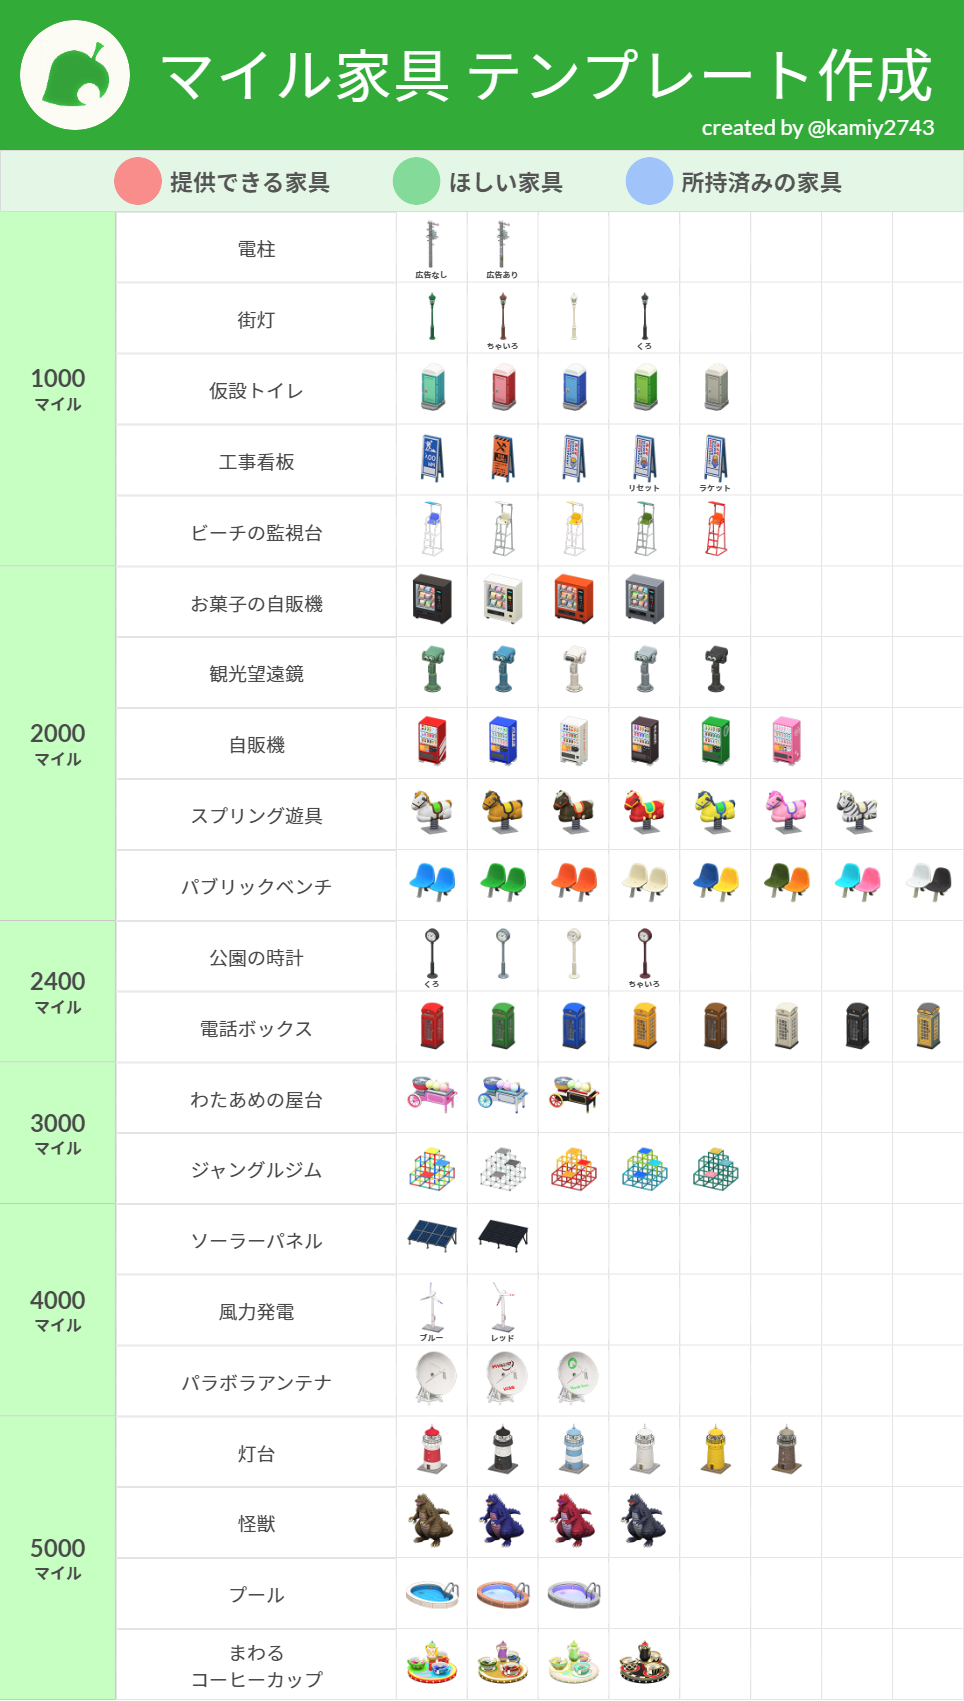 マイル家具 テンプレート作成
created by @kamiy2743
提供できる家具 ほしい家具 所持済みの家具
1000
マイル
電柱
広告なし 広告あり
街灯
ちゃいろ くろ
仮設トイレ
工事看板
リセット ラケット
ビーチの監視台
2000
マイル
お菓子の自販機
観光望遠鏡
自販機
スプリング遊具
パブリックベンチ
2400
マイル
公園の時計
くろ ちゃいろ
電話ボックス
3000
マイル
わたあめの屋台
ジャングルジム
4000
マイル
ソーラーパネル
風力発電
ブルー レッド
パラボラアンテナ
5000
マイル
灯台
怪獣
プール
まわる
コーヒーカップ